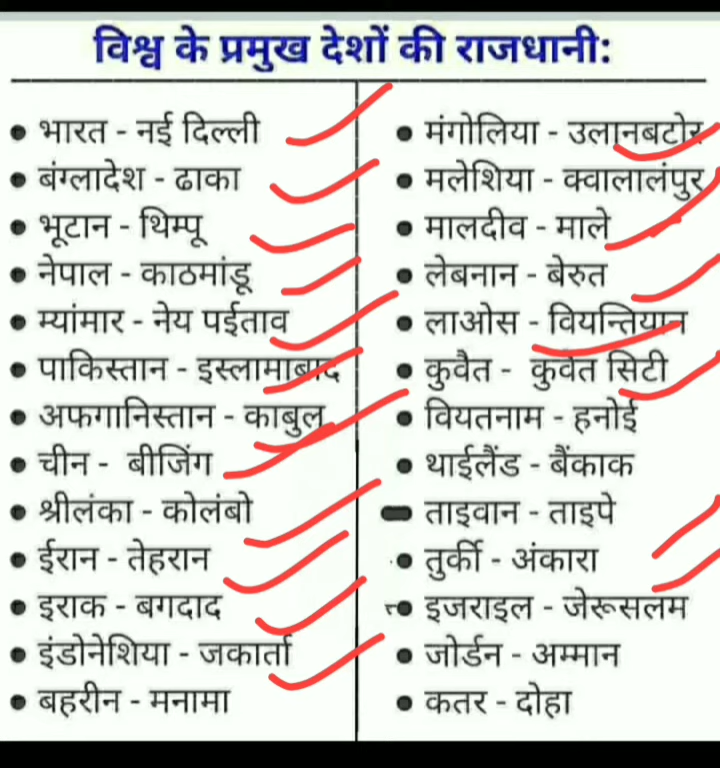 विश्व के प्रमुख देशों की राजधानी:
• भारत - नई दिल्ली
• बंग्लादेश - ढाका
• भूटान - थिम्पू
• नेपाल - काठमांडू
• म्यांमार - नेय पईताव
• पाकिस्तान - इस्लामाबाद
• अफगानिस्तान - काबुल
• चीन - बीजिंग
• श्रीलंका - कोलंबो
• ईरान - तेहरान
• इराक - बगदाद
• इंडोनेशिया - जकार्ता
• बहरीन - मनामा
• मंगोलिया - उलानबटोर
• मलेशिया - क्वालालंपुर
• मालदीव - माले
• लेबनान - बेरुत
• लाओस - वियन्तियान
• कुवैत - कुवैत सिटी
• वियतनाम - हनोई
• थाईलैंड - बैंकाक
• ताइवान - ताइपे
• तुर्की - अंकारा
• इजराइल - जेरूसलम
• जोर्डन - अम्मान
• कतर - दोहा